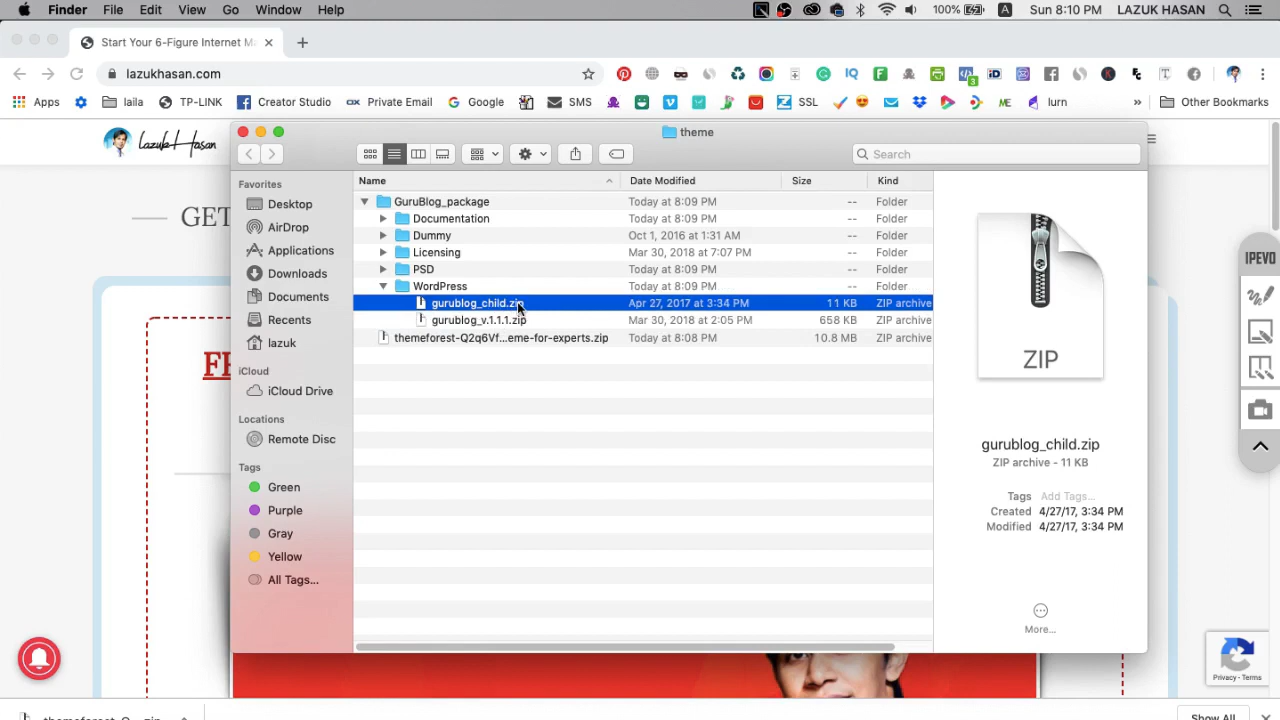 Finder File Edit View Go Window Help 100% A Sun 8:10 PM LAZUK HASAN
Start Your 6-Figure Internet Ma
lazukhasan.com
Apps laila TP-LINK Creator Studio Private Email Google SMS SSL lurn » Other Bookmarks
Lazuk Hasan
theme
Search
GET
Favorites
Desktop
AirDrop
Applications
Downloads
Documents
Recents
lazuk
iCloud
iCloud Drive
Locations
Remote Disc
Tags
Green
Purple
Gray
Yellow
All Tags...
Name Date Modified Size Kind
GuruBlog_package Today at 8:09 PM -- Folder
Documentation Today at 8:09 PM -- Folder
Dummy Oct 1, 2016 at 1:31 AM -- Folder
Licensing Mar 30, 2018 at 7:07 PM -- Folder
PSD Today at 8:09 PM -- Folder
WordPress Today at 8:09 PM -- Folder
gurublog_child.zip Apr 27, 2017 at 3:34 PM 11 KB ZIP archive
gurublog_v.1.1.1.zip Mar 30, 2018 at 2:05 PM 658 KB ZIP archive
themeforest-Q2q6Vf...eme-for-experts.zip Today at 8:08 PM 10.8 MB ZIP archive
ZIP
gurublog_child.zip
ZIP archive - 11 KB
Tags Add Tags...
Created 4/27/17, 3:34 PM
Modified 4/27/17, 3:34 PM
More...
IPEVO
Privacy - Terms
Show All